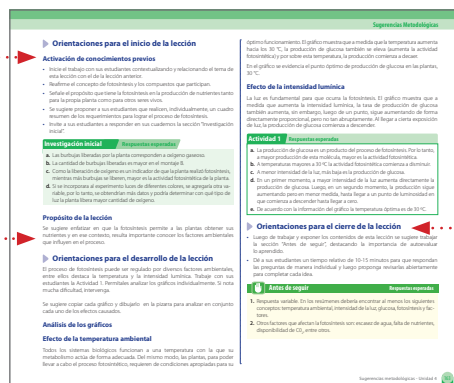 Sugerencias Metodológicas
Orientaciones para el inicio de la lección
Activación de conocimientos previos
• Inicie el trabajo con sus alumnos contextualizando y relacionando el tema de
esta lección con el de la lección anterior.
• Reafirme el concepto de fotosíntesis y los compuestos que participan.
• Señale el propósito que tiene la fotosíntesis en la producción de nutrientes tanto
para la propia planta como para otros seres vivos.
• Se sugiere proponer a sus estudiantes que realicen, individualmente, un cuadro
resumen de los requerimientos para lograr el proceso de fotosíntesis.
• Invite a sus estudiantes a responder en sus cuadernos la sección "Investigación
inicial".
Investigación inicial Respuestas esperadas
a. Las burbujas liberadas por la planta corresponden a oxígeno gaseoso.
b. La cantidad de burbujas liberadas es mayor en el montaje B.
c. Como la liberación de oxígeno es un indicador de que la planta realizó fotosíntesis,
mientras más burbujas se liberen, mayor es la actividad fotosintética de la planta.
d. Si se incorporara al experimento luces de diferentes colores, se agregaría otra va-
riable, por lo tanto, se obtendrían más datos y podría determinar con qué tipo de
luz la planta libera mayor cantidad de oxígeno.
Propósito de la lección
Se sugiere enfatizar en que la fotosíntesis permite a las plantas obtener sus
nutrientes y en ese contexto, resulta importante conocer los factores ambientales
que influyen en el proceso.
Orientaciones para el desarrollo de la lección
El proceso de fotosíntesis puede ser regulado por diversos factores ambientales,
entre ellos destaca la temperatura y la intensidad lumínica. Trabaje con sus
estudiantes la Actividad 1. Permítales analizar los gráficos individualmente. Si nota
mucha dificultad, intervenga.
Se sugiere copiar cada gráfico y dibujarlo en la pizarra para analizar en conjunto
cada uno de los efectos causados.
Análisis de los gráficos
Efecto de la temperatura ambiental
Todos los sistemas biológicos funcionan a una temperatura con la que su
metabolismo actúa de forma adecuada. Del mismo modo, las plantas, para poder
llevar a cabo el proceso fotosintético, requieren de condiciones apropiadas para su
óptimo funcionamiento. El gráfico muestra que a medida que la temperatura aumenta
hacia los 30 °C, la producción de glucosa también se eleva (aumenta la actividad
fotosintética) y por sobre esta temperatura, la producción comienza a decaer.
En el gráfico se evidencia el punto óptimo de producción de glucosa en las plantas,
30 °C.
Efecto de la intensidad lumínica
La luz es fundamental para que ocurra la fotosíntesis. El gráfico muestra que a
medida que aumenta la intensidad lumínica, la tasa de producción de glucosa
también aumenta, sin embargo, luego de un punto, sigue aumentando de forma
directamente proporcional, pero no tan abruptamente. Al llegar a cierta exposición
de luz, la producción de glucosa comienza a descender.
Actividad 1 Respuestas esperadas
a. La producción de glucosa es un producto del proceso de fotosíntesis. Por lo tanto,
a mayor producción de esta molécula, mayor es la actividad fotosintética.
b. A temperaturas mayores a 30 °C la actividad fotosintética comienza a disminuir.
c. A menor intensidad de la luz, más baja es la producción de glucosa.
d. En un primer momento, a mayor intensidad de la luz aumenta directamente la
producción de glucosa. Luego, en un segundo momento, la producción sigue
aumentando pero en menor medida, hasta llegar a un punto de luminosidad en
que comienza a descender hasta llegar a cero.
e. De acuerdo con la información del gráfico la temperatura óptima es de 30 °C.
Orientaciones para el cierre de la lección
• Luego de trabajar y exponer los contenidos de esta lección se sugiere trabajar
la sección "Antes de seguir", destacando la importancia de autoevaluar
lo aprendido.
• Dé a sus estudiantes un tiempo relativo de 10-15 minutos para que respondan
las preguntas de manera individual y luego proponga revisarlas abiertamente
para completar cada idea.
Antes de seguir Respuestas esperadas
1. Respuesta variable. En los resúmenes debería encontrar al menos los siguientes
conceptos: temperatura ambiental, intensidad de la luz, glucosa, fotosíntesis y fac-
tores.
2. Otros factores que afectan la fotosíntesis son: escasez de agua, falta de nutrientes,
disponibilidad de CO₂, entre otros.
Sugerencias metodológicas - Unidad 4